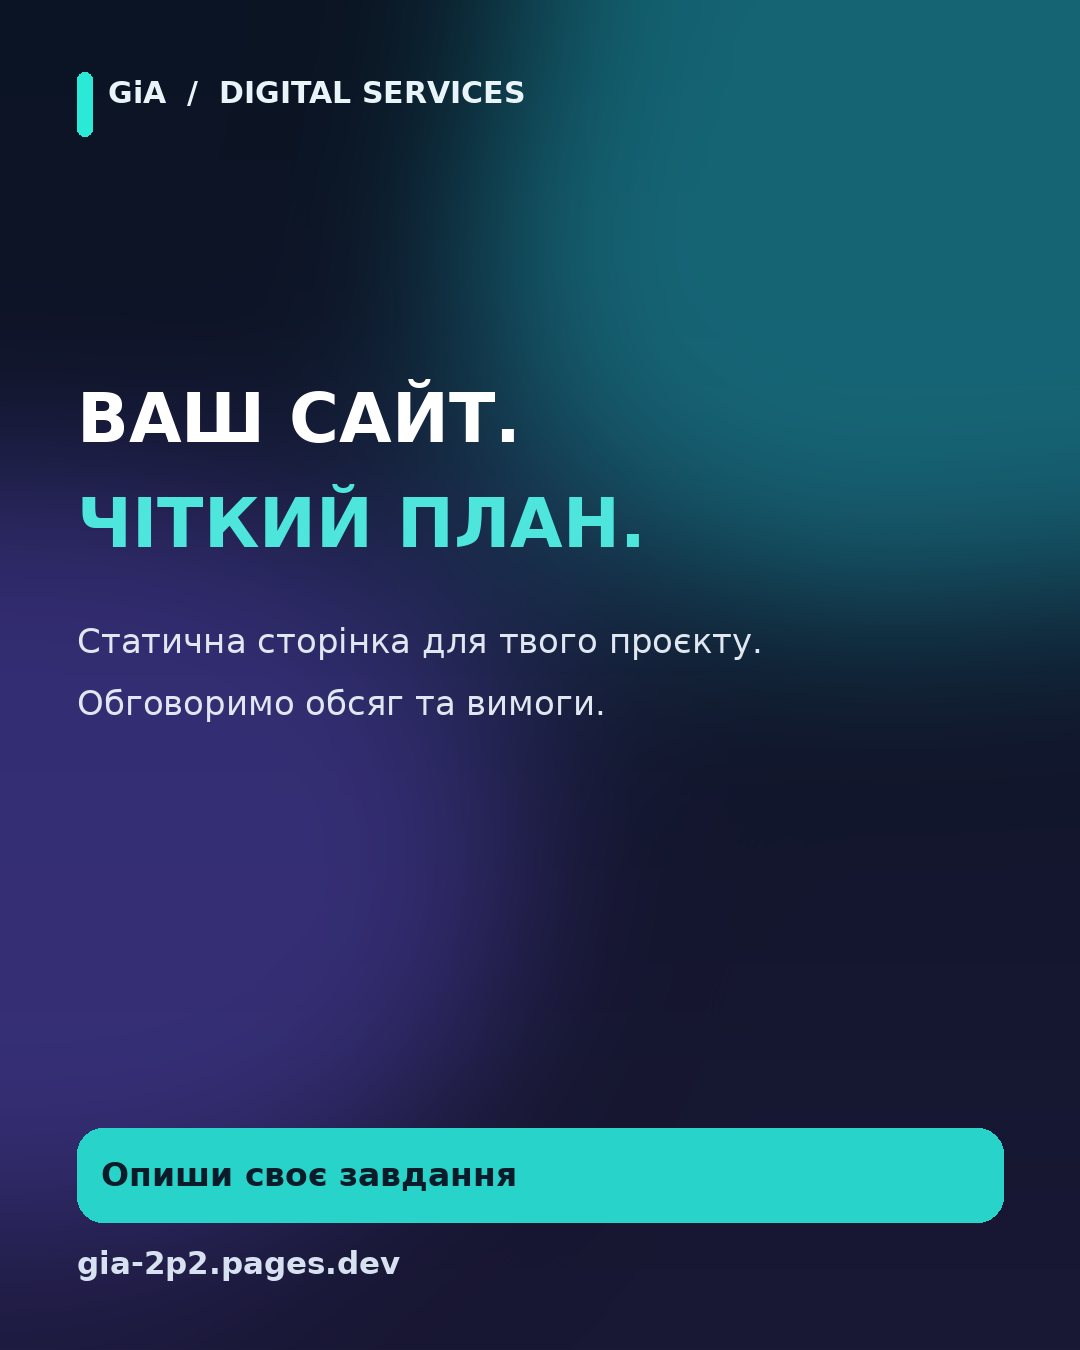 GiA / DIGITAL SERVICES
ВАШ САЙТ.
ЧІТКИЙ ПЛАН.
Статична сторінка для твого проєкту.
Обговоримо обсяг та вимоги.
Опиши своє завдання
gia-2p2.pages.dev